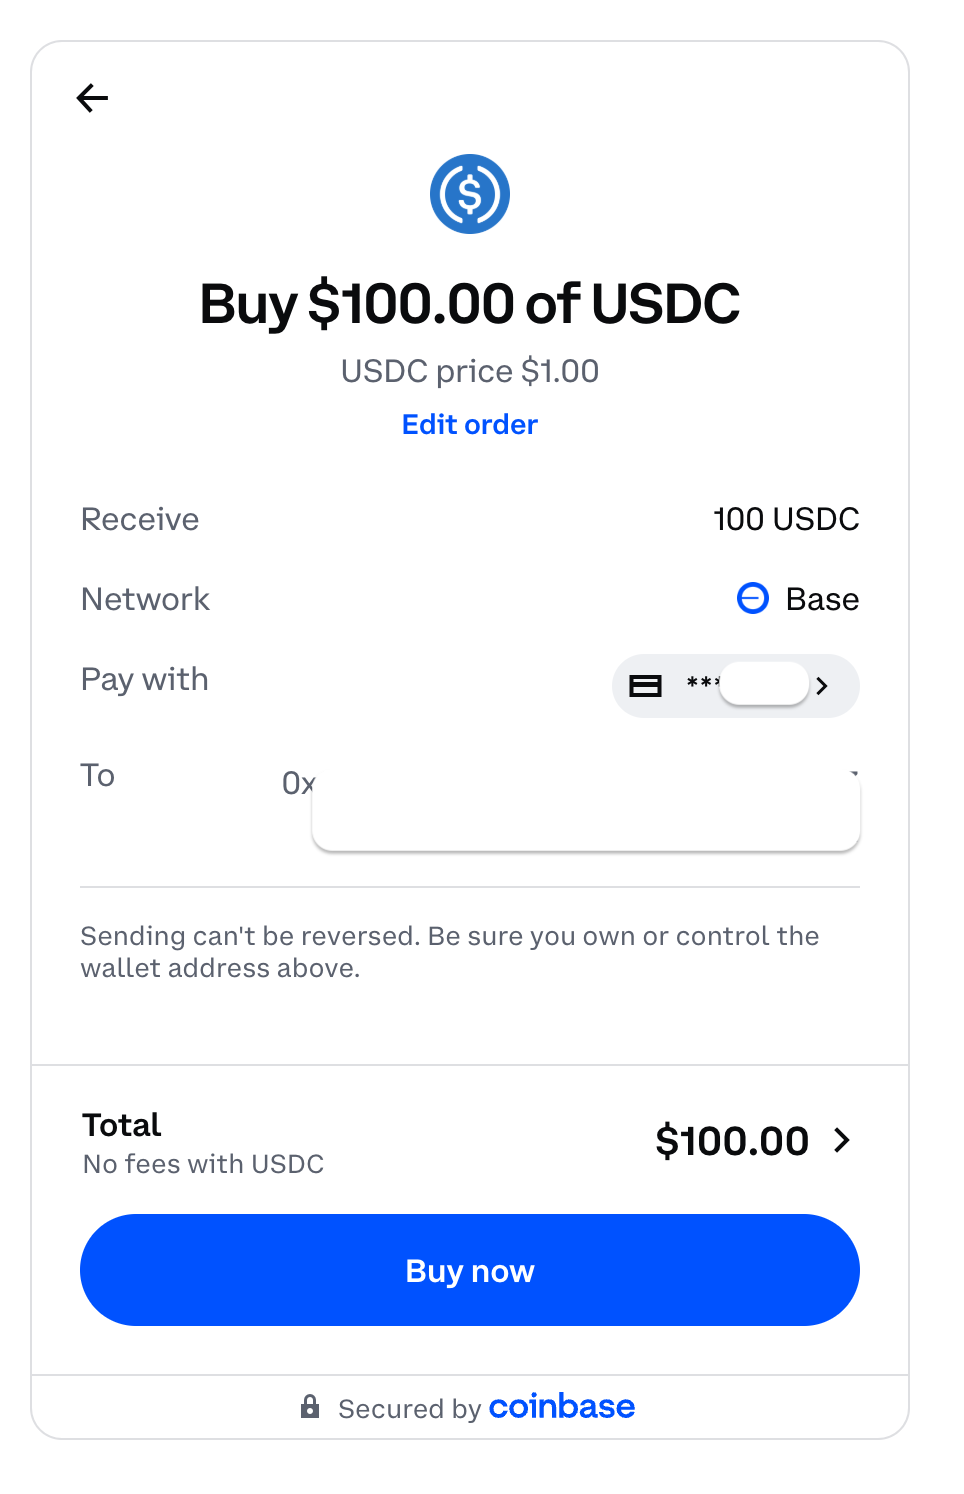 Buy $100.00 of USDC
USDC price $1.00
Edit order
Receive 100 USDC
Network Base
Pay with ***
To 0x
Sending can't be reversed. Be sure you own or control the
wallet address above.
Total
No fees with USDC
$100.00
Buy now
Secured by coinbase